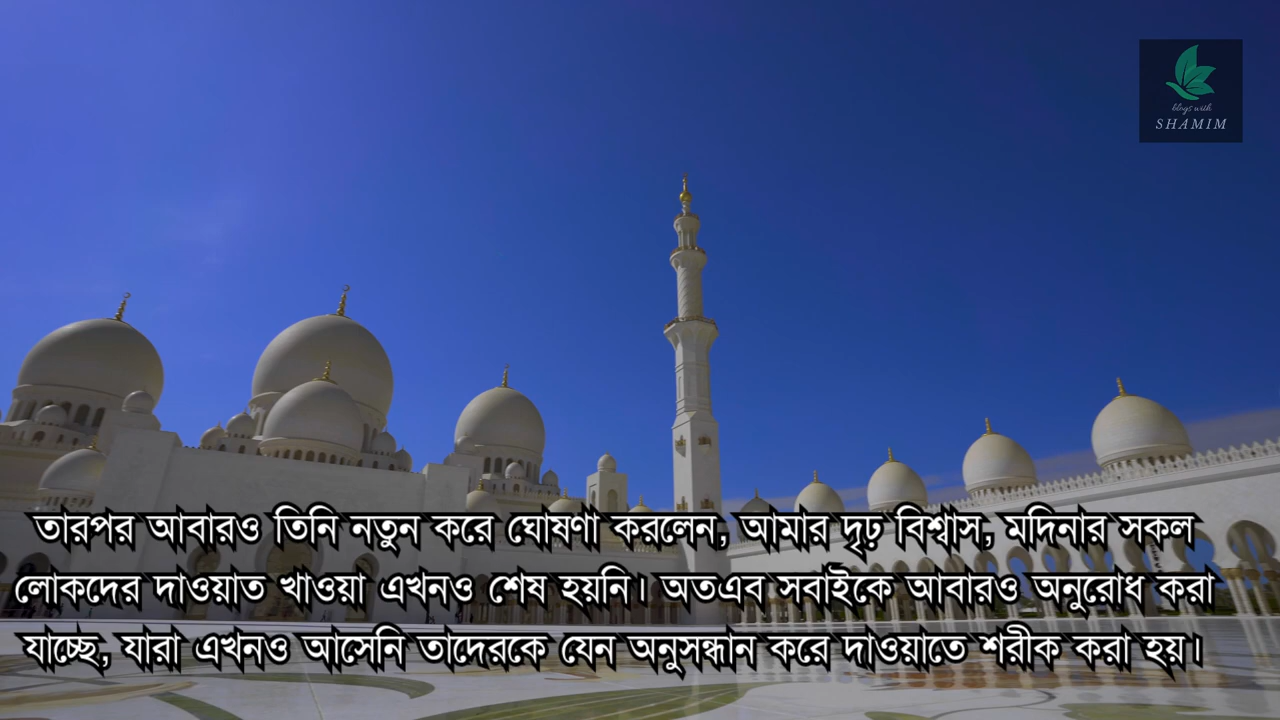 blogs with
SHAMIM
তারপর আবারও তিনি নতুন করে ঘোষণা করলেন, আমার দৃঢ় বিশ্বাস, মদিনার সকল
লোকদের দাওয়াত খাওয়া এখনও শেষ হয়নি। অতএব সবাইকে আবারও অনুরোধ করা
যাচ্ছে, যারা এখনও আসেনি তাদেরকে যেন অনুসন্ধান করে দাওয়াতে শরীক করা হয়।